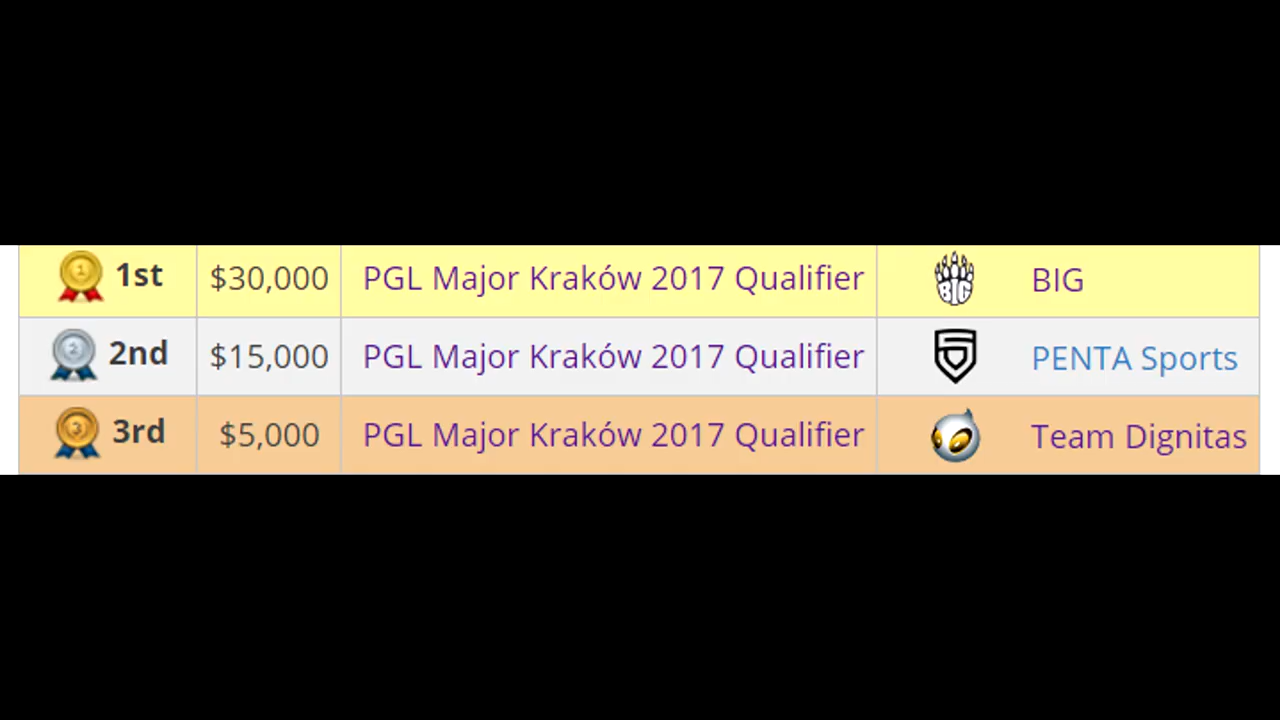 1st $30,000 PGL Major Kraków 2017 Qualifier BIG BIG
2nd $15,000 PGL Major Kraków 2017 Qualifier PENTA Sports
3rd $5,000 PGL Major Kraków 2017 Qualifier Team Dignitas